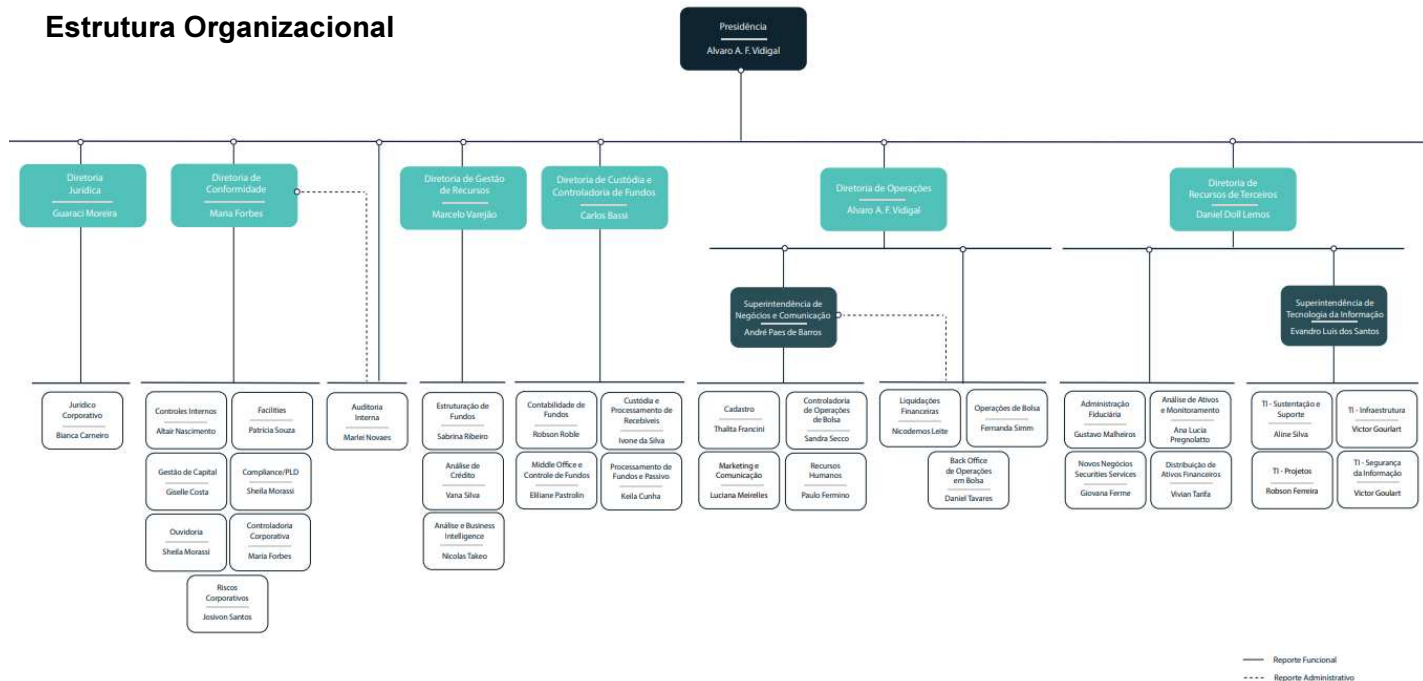 Estrutura Organizacional
Presidência
Alvaro A. F. Vidigal
Diretoria
Jurídica
Guaraci Moreira
Diretoria de
Conformidade
Maria Forbes
Diretoria de Gestão
de Recursos
Marcelo Varejão
Diretoria de Custódia e
Controladoria de Fundos
Carlos Bassi
Diretoria de Operações
Alvaro A. F. Vidigal
Diretoria de
Recursos de Terceiros
Daniel Doll Lemos
Superintendência de
Negócios e Comunicação
André Paes de Barros
Superintendência de
Tecnologia da Informação
Evandro Luis dos Santos
Jurídico
Corporativo
Bianca Carneiro
Controles Internos
Altair Nascimento
Facilities
Patrícia Souza
Gestão de Capital
Giselle Costa
Compliance/PLD
Sheila Morassi
Ouvidoria
Sheila Morassi
Controladoria
Corporativa
Maria Forbes
Riscos
Corporativos
Josivon Santos
Auditoria
Interna
Marlei Novaes
Estruturação de
Fundos
Sabrina Ribeiro
Análise de
Crédito
Vana Silva
Análise e Business
Intelligence
Nicolas Takeo
Contabilidade de
Fundos
Robson Roble
Custódia e
Processamento de
Recebíveis
Ivone da Silva
Middle Office e
Controle de Fundos
Elliane Pastrolin
Processamento de
Fundos e Passivo
Keila Cunha
Cadastro
Thalita Francini
Controladoria
de Operações
de Bolsa
Sandra Secco
Marketing e
Comunicação
Luciana Meirelles
Recursos
Humanos
Paulo Fermino
Liquidações
Financeiras
Nicodemos Leite
Operações de Bolsa
Fernanda Simm
Back Office
de Operações
em Bolsa
Daniel Tavares
Administração
Fiduciária
Gustavo Malheiros
Análise de Ativos
e Monitoramento
Ana Lucia
Pregnolatto
Novos Negócios
Securities Services
Giovana Ferme
Distribuição de
Ativos Financeiros
Vivian Tarifa
TI - Sustentação e
Suporte
Aline Silva
TI - Infraestrutura
Victor Gourlart
TI - Projetos
Robson Ferreira
TI - Segurança
da Informação
Victor Goulart
Reporte Funcional
Reporte Administrativo